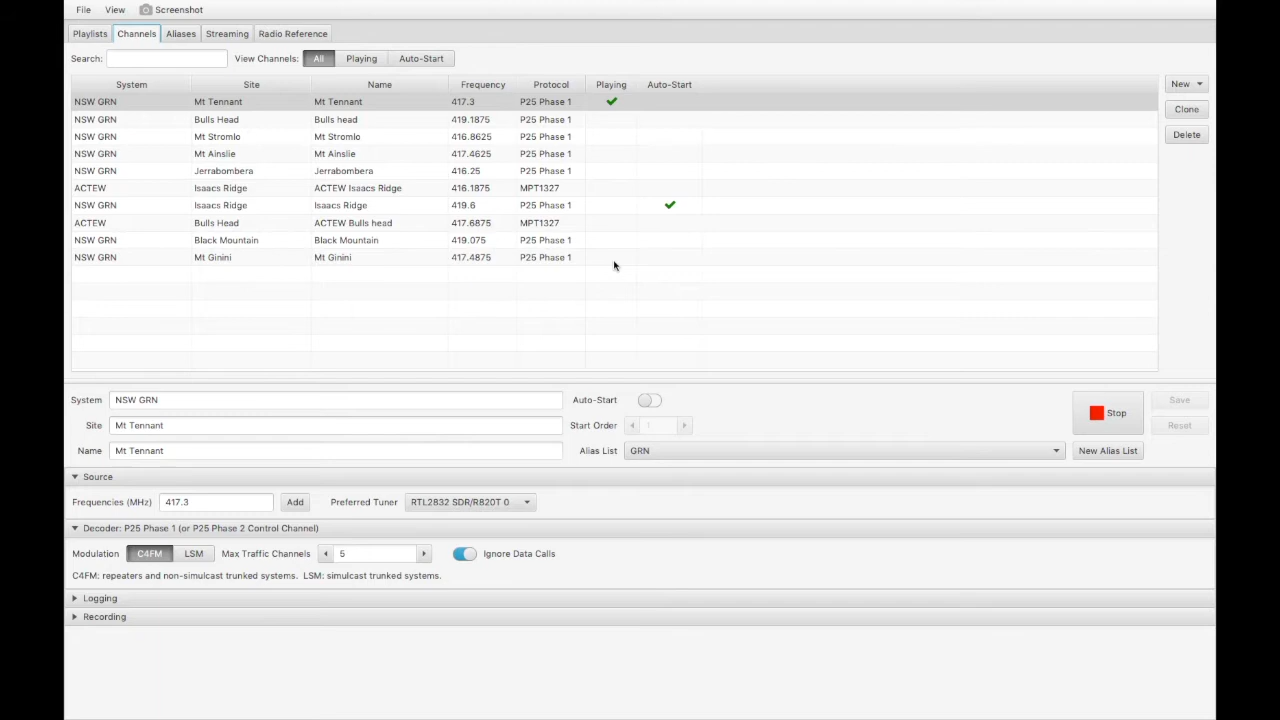 File View Screenshot
Playlists Channels Aliases Streaming Radio Reference
Search: View Channels: All Playing Auto-Start
System Site Name Frequency Protocol Playing Auto-Start New
NSW GRN Mt Tennant Mt Tennant 417.3 P25 Phase 1
Clone
NSW GRN Bulls Head Bulls head 419.1875 P25 Phase 1
Delete
NSW GRN Mt Stromlo Mt Stromlo 416.8625 P25 Phase 1
NSW GRN Mt Ainslie Mt Ainslie 417.4625 P25 Phase 1
NSW GRN Jerrabombera Jerrabombera 416.25 P25 Phase 1
ACTEW Isaacs Ridge ACTEW Isaacs Ridge 416.1875 MPT1327
NSW GRN Isaacs Ridge Isaacs Ridge 419.6 P25 Phase 1
ACTEW Bulls Head ACTEW Bulls head 417.6875 MPT1327
NSW GRN Black Mountain Black Mountain 419.075 P25 Phase 1
NSW GRN Mt Ginini Mt Ginini 417.4875 P25 Phase 1
System NSW GRN Auto-Start Stop Save
Site Mt Tennant Start Order 1 Reset
Name Mt Tennant Alias List GRN New Alias List
Source
Frequencies (MHz) 417.3 Add Preferred Tuner RTL2832 SDR/R820T 0
Decoder: P25 Phase 1 (or P25 Phase 2 Control Channel)
Modulation C4FM LSM Max Traffic Channels 5 Ignore Data Calls
C4FM: repeaters and non-simulcast trunked systems. LSM: simulcast trunked systems.
Logging
Recording